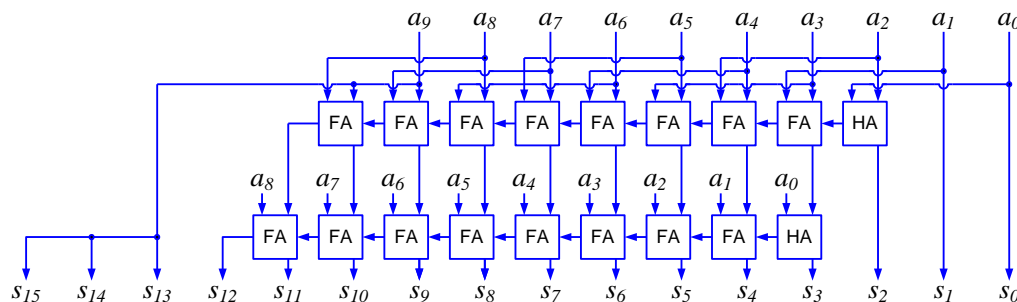 a9 a8 a7 a6 a5 a4 a3 a2 a1 a0
FA FA FA FA FA FA FA FA HA
a8 a7 a6 a5 a4 a3 a2 a1 a0
FA FA FA FA FA FA FA FA HA
s15 s14 s13 s12 s11 s10 s9 s8 s7 s6 s5 s4 s3 s2 s1 s0